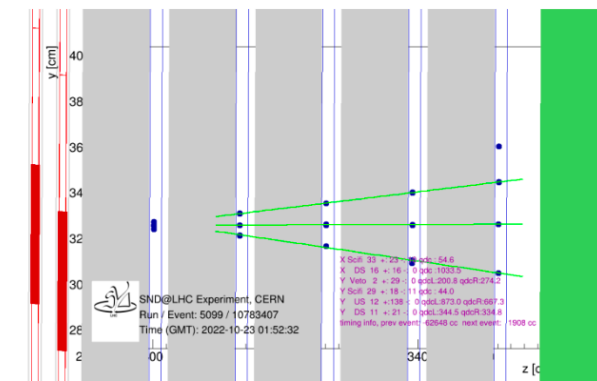 y [cm]
40
38
36
34
32
30
28
X Scifi 33 +: 23 -: qdc : 54.6
X DS 16 +: 16 -: 0 qdc :1033.5
Y Veto 2 +: 29 -: 0 qdcL:200.8 qdcR:274.2
Y Scifi 29 +: 18 -: 11 qdc : 44.0
Y US 12 +:138 -: 0 qdcL:873.0 qdcR:667.3
Y DS 11 +: 21 -: 0 qdcL:344.5 qdcR:334.8
timing info, prev event: -62648 cc next event: 1908 cc
SND@LHC Experiment, CERN
Run / Event: 5099 / 10783407
Time (GMT): 2022-10-23 01:52:32
2 00 340
z [c